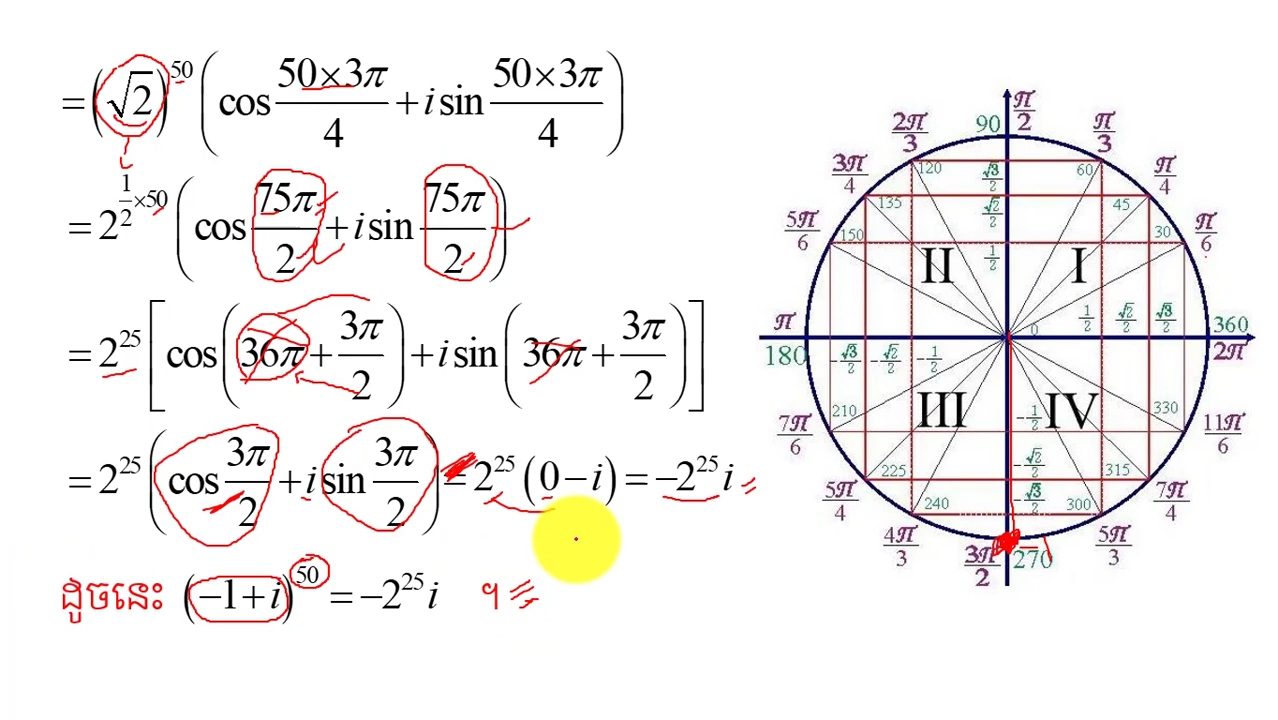 = (√2)^50 (cos 50×3π/4 + i sin 50×3π/4)
= 2^(1/2 ×50) (cos 75π/2 + i sin 75π/2)
= 2^25 [cos(36π + 3π/2) + i sin(36π + 3π/2)]
= 2^25 (cos 3π/2 + i sin 3π/2) = 2^25 (0 − i) = −2^25 i =
ដូចនេះ (−1+i)^50 = −2^25 i ។
90 π/2
2π/3 π/3
3π/4 120 √3/2 60 π/4
135 √2/2 45
5π/6 150 1/2 30 π/6
II I
π 0 1/2 √2/2 √3/2 360
180 -√3/2 -√2/2 -1/2 2π
7π/6 210 III -1/2 IV 330 11π/6
-√2/2
5π/4 225 -√3/2 315 7π/4
240 300
4π/3 3π/2 270 5π/3